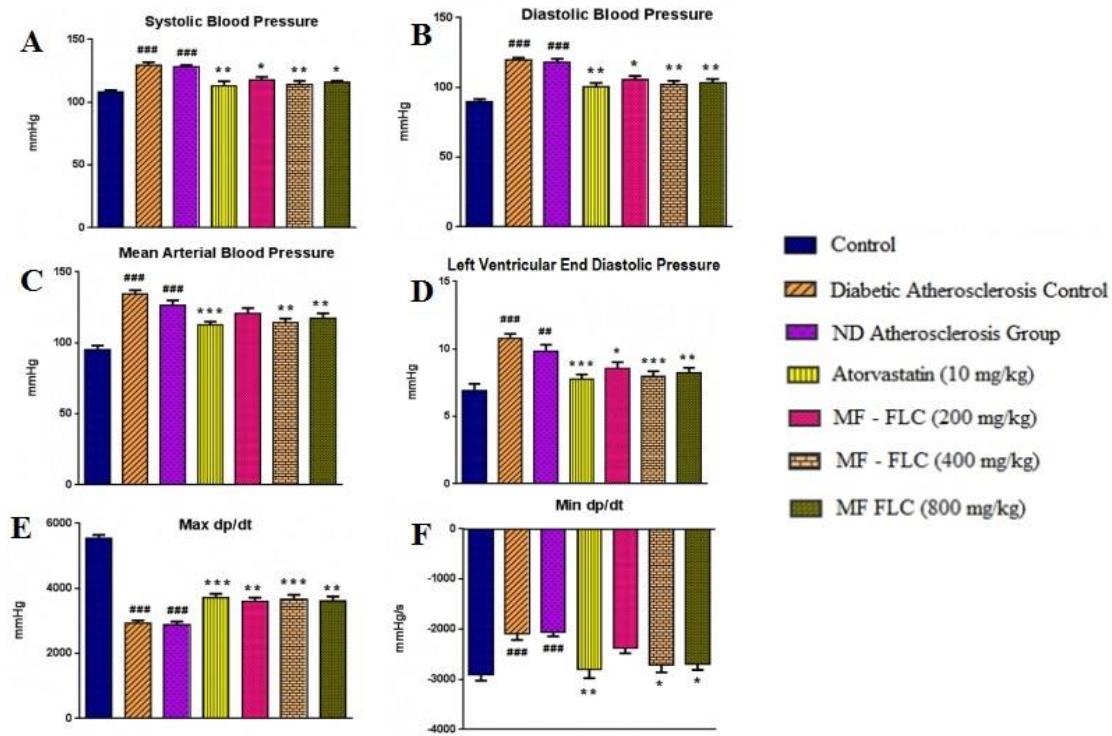 A
Systolic Blood Pressure
mmHg
150
100
50
0
###
###
**
*
**
*
B
Diastolic Blood Pressure
mmHg
150
100
50
0
###
###
**
*
**
**
C
Mean Arterial Blood Pressure
mmHg
150
100
50
0
###
###
***
**
**
D
Left Ventricular End Diastolic Pressure
mmHg
15
10
5
0
###
##
***
*
***
**
E
Max dp/dt
mmHg
6000
4000
2000
0
###
###
***
**
***
**
F
Min dp/dt
mmHg/s
0
-1000
-2000
-3000
-4000
###
###
**
*
*
Control
Diabetic Atherosclerosis Control
ND Atherosclerosis Group
Atorvastatin (10 mg/kg)
MF - FLC (200 mg/kg)
MF - FLC (400 mg/kg)
MF FLC (800 mg/kg)